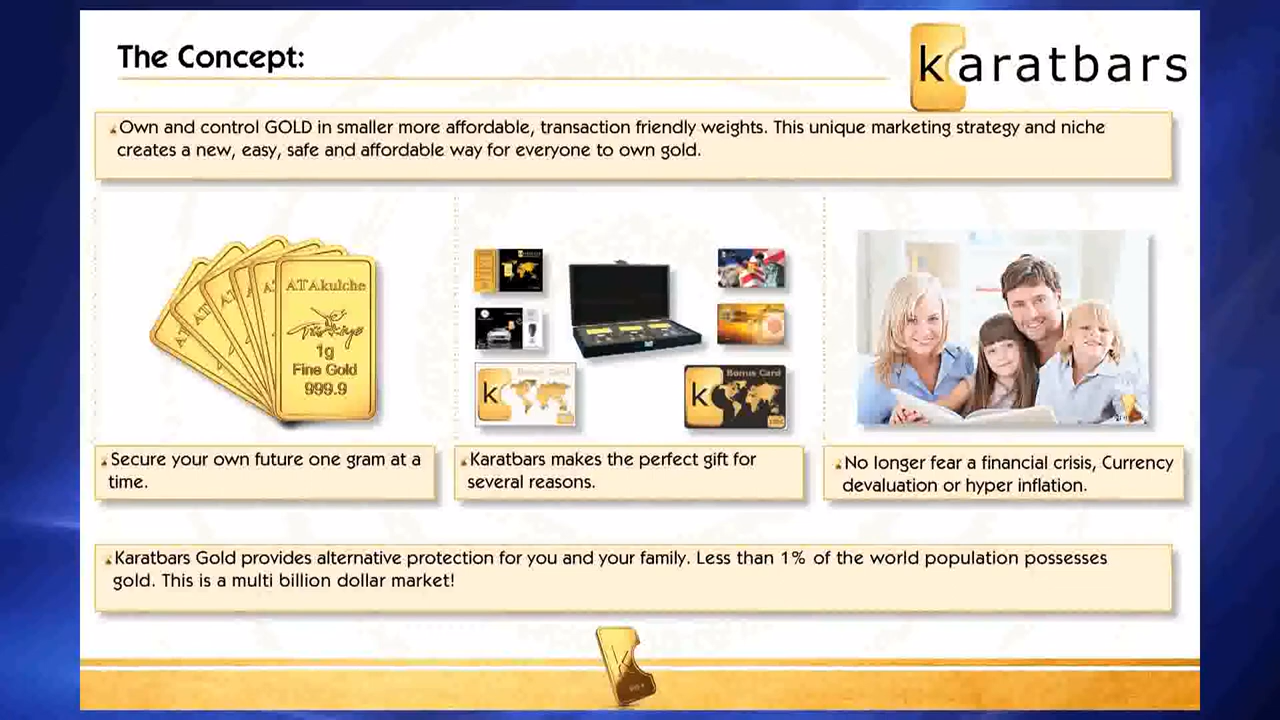 The Concept:
karatbars
Own and control GOLD in smaller more affordable, transaction friendly weights. This unique marketing strategy and niche
creates a new, easy, safe and affordable way for everyone to own gold.
ATAkulche
1g
Fine Gold
999.9
k Bonus Card
k Bonus Card
Secure your own future one gram at a
time.
Karatbars makes the perfect gift for
several reasons.
No longer fear a financial crisis, Currency
devaluation or hyper inflation.
Karatbars Gold provides alternative protection for you and your family. Less than 1% of the world population possesses
gold. This is a multi billion dollar market!